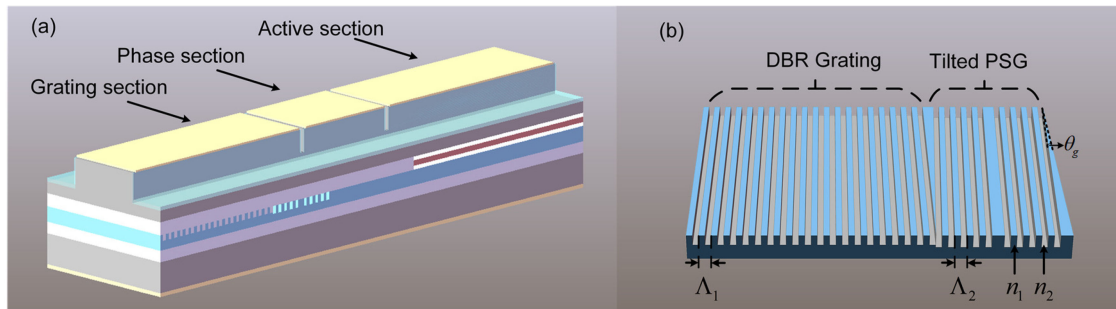 (a)
Active section
Phase section
Grating section
(b)
DBR Grating
Tilted PSG
θg
Λ1
Λ2
n1
n2